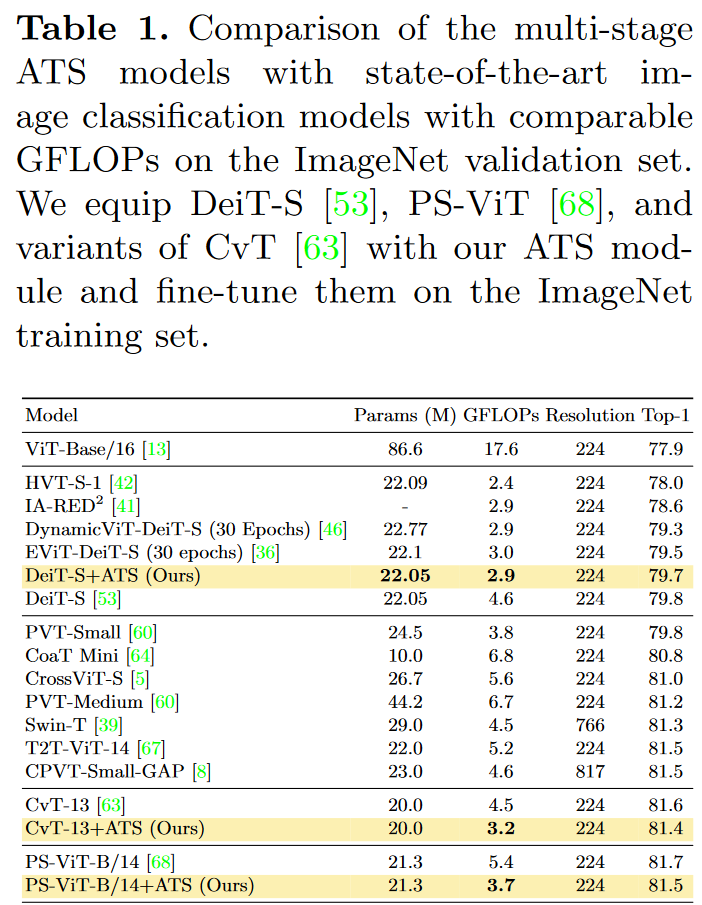 Table 1. Comparison of the multi-stage
ATS models with state-of-the-art im-
age classification models with comparable
GFLOPs on the ImageNet validation set.
We equip DeiT-S [53], PS-ViT [68], and
variants of CvT [63] with our ATS mod-
ule and fine-tune them on the ImageNet
training set.
Model Params (M) GFLOPs Resolution Top-1
ViT-Base/16 [13] 86.6 17.6 224 77.9
HVT-S-1 [42] 22.09 2.4 224 78.0
IA-RED² [41] - 2.9 224 78.6
DynamicViT-DeiT-S (30 Epochs) [46] 22.77 2.9 224 79.3
EViT-DeiT-S (30 epochs) [36] 22.1 3.0 224 79.5
DeiT-S+ATS (Ours) 22.05 2.9 224 79.7
DeiT-S [53] 22.05 4.6 224 79.8
PVT-Small [60] 24.5 3.8 224 79.8
CoaT Mini [64] 10.0 6.8 224 80.8
CrossViT-S [5] 26.7 5.6 224 81.0
PVT-Medium [60] 44.2 6.7 224 81.2
Swin-T [39] 29.0 4.5 766 81.3
T2T-ViT-14 [67] 22.0 5.2 224 81.5
CPVT-Small-GAP [8] 23.0 4.6 817 81.5
CvT-13 [63] 20.0 4.5 224 81.6
CvT-13+ATS (Ours) 20.0 3.2 224 81.4
PS-ViT-B/14 [68] 21.3 5.4 224 81.7
PS-ViT-B/14+ATS (Ours) 21.3 3.7 224 81.5